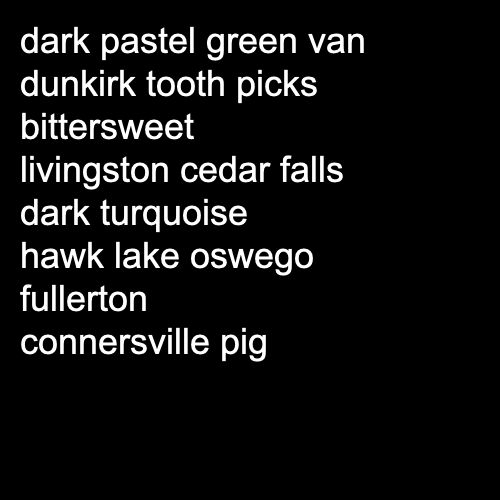 dark pastel green van
dunkirk tooth picks
bittersweet
livingston cedar falls
dark turquoise
hawk lake oswego
fullerton
connersville pig